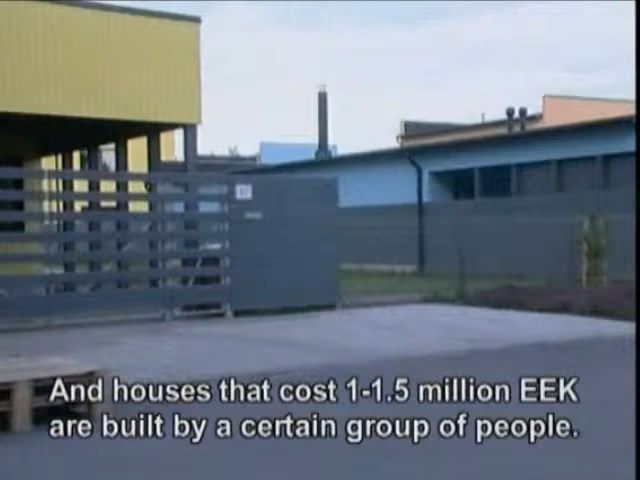 And houses that cost 1-1.5 million EEK
are built by a certain group of people.